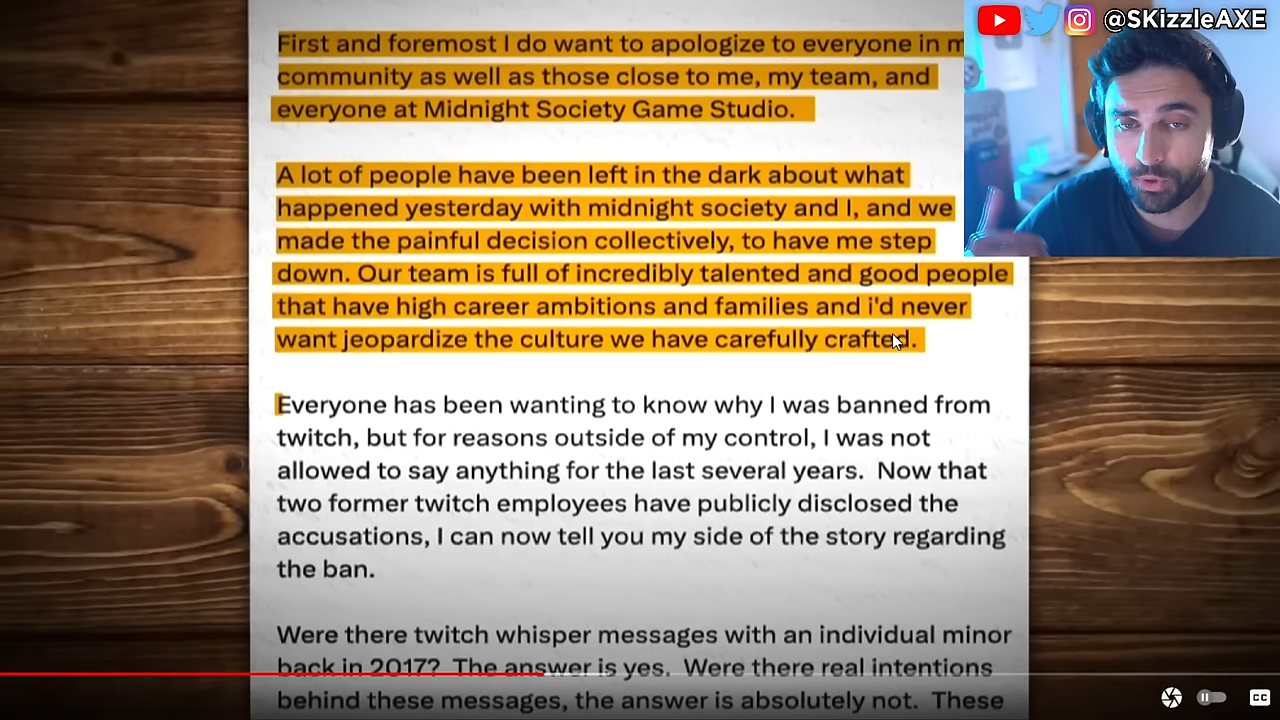 @SKizzleAXE
First and foremost I do want to apologize to everyone in m
community as well as those close to me, my team, and
everyone at Midnight Society Game Studio.
A lot of people have been left in the dark about what
happened yesterday with midnight society and I, and we
made the painful decision collectively, to have me step
down. Our team is full of incredibly talented and good people
that have high career ambitions and families and i'd never
want jeopardize the culture we have carefully crafted.
Everyone has been wanting to know why I was banned from
twitch, but for reasons outside of my control, I was not
allowed to say anything for the last several years. Now that
two former twitch employees have publicly disclosed the
accusations, I can now tell you my side of the story regarding
the ban.
Were there twitch whisper messages with an individual minor
back in 2017? The answer is yes. Were there real intentions
behind these messages, the answer is absolutely not. These
CC